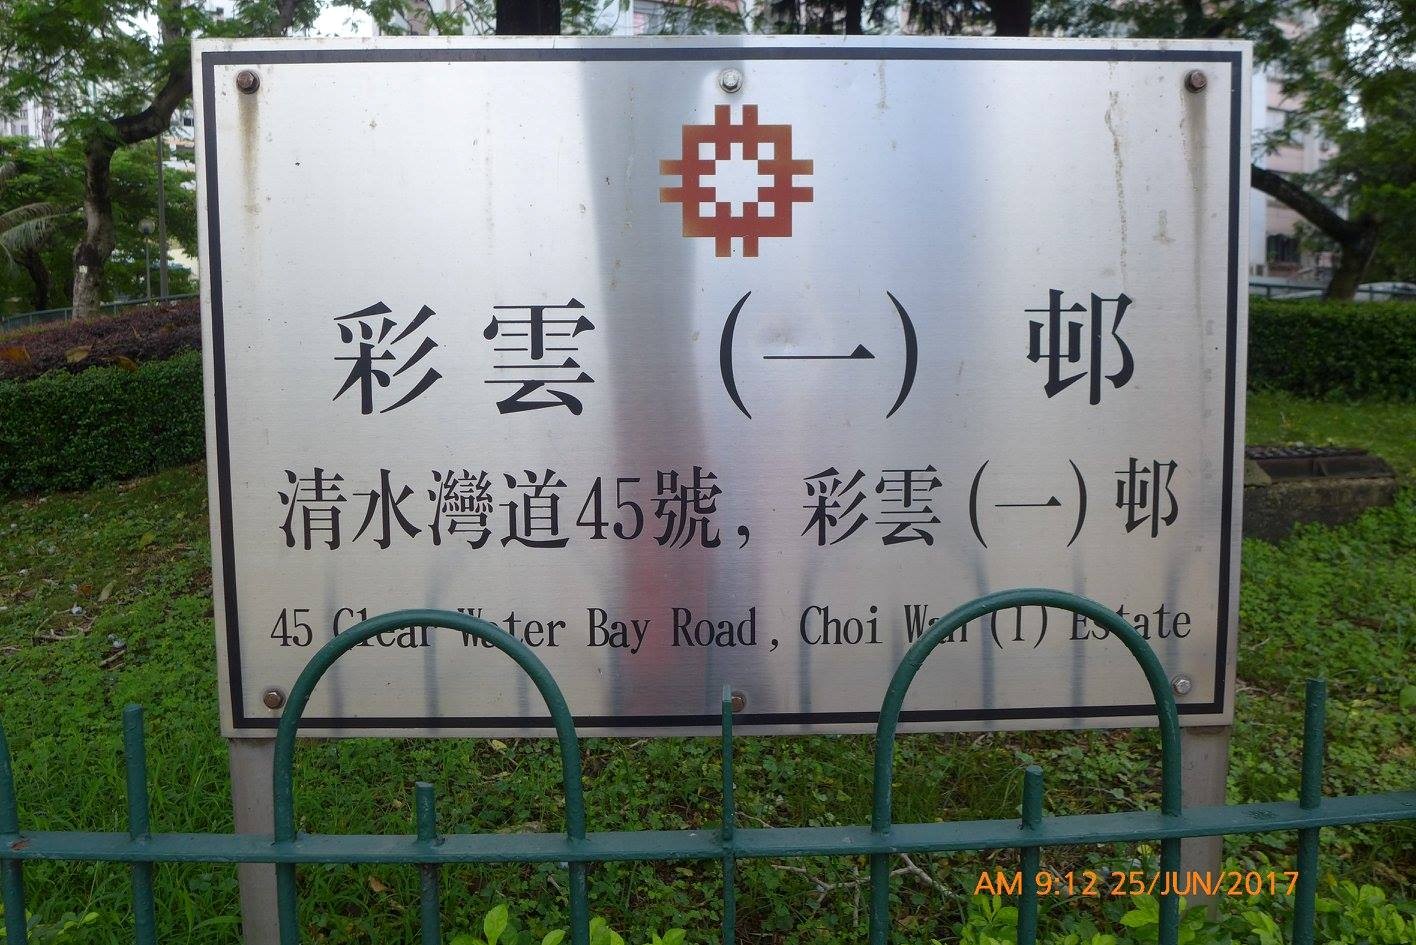 彩雲（一）邨
清水灣道45號，彩雲（一）邨
45 Clear Water Bay Road, Choi Wan (1) Estate
AM 9:12 25/JUN/2017